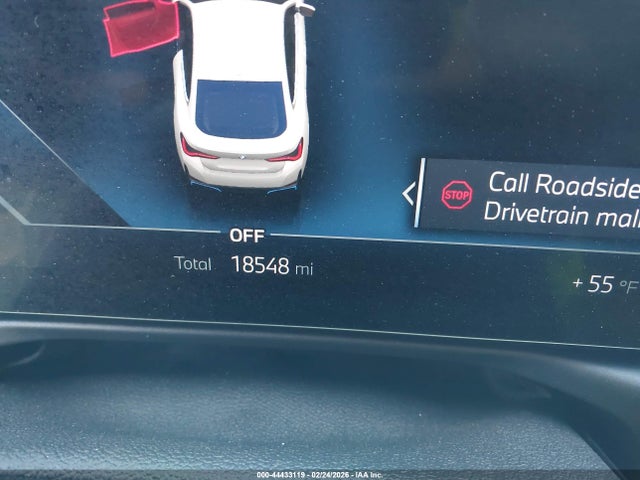 STOP
Call Roadside
Drivetrain mal
OFF
Total 18548 mi
+ 55 °F
000-44433119 - 02/24/2026 - IAA Inc.